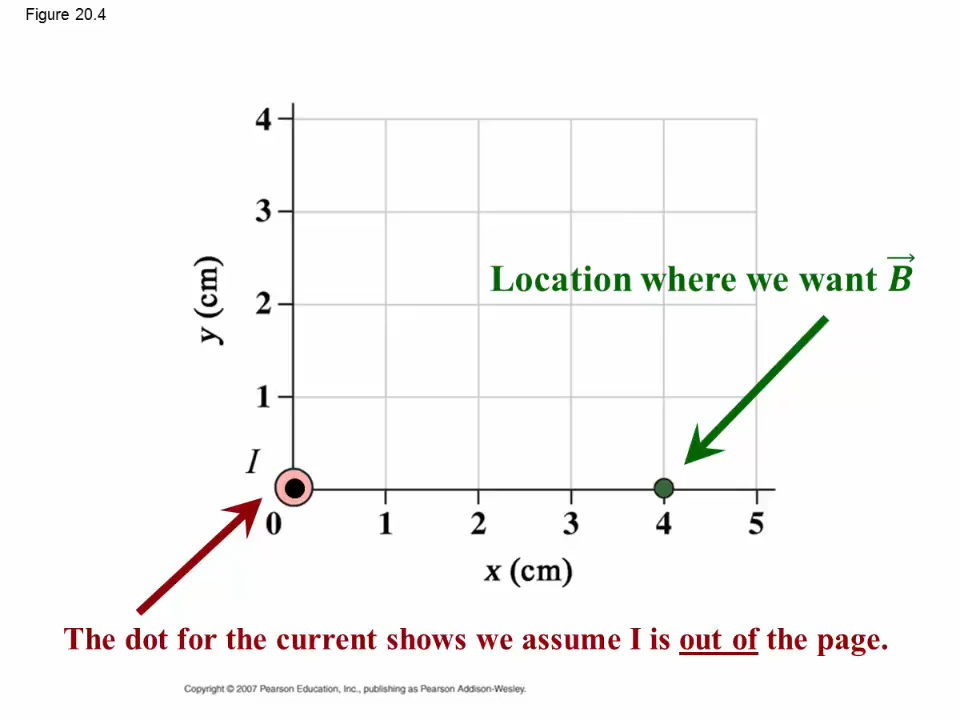 Figure 20.4
4
3
2
1
y (cm)
Location where we want B⃗
I
0 1 2 3 4 5
x (cm)
The dot for the current shows we assume I is out of the page.
Copyright © 2007 Pearson Education, Inc., publishing as Pearson Addison-Wesley.